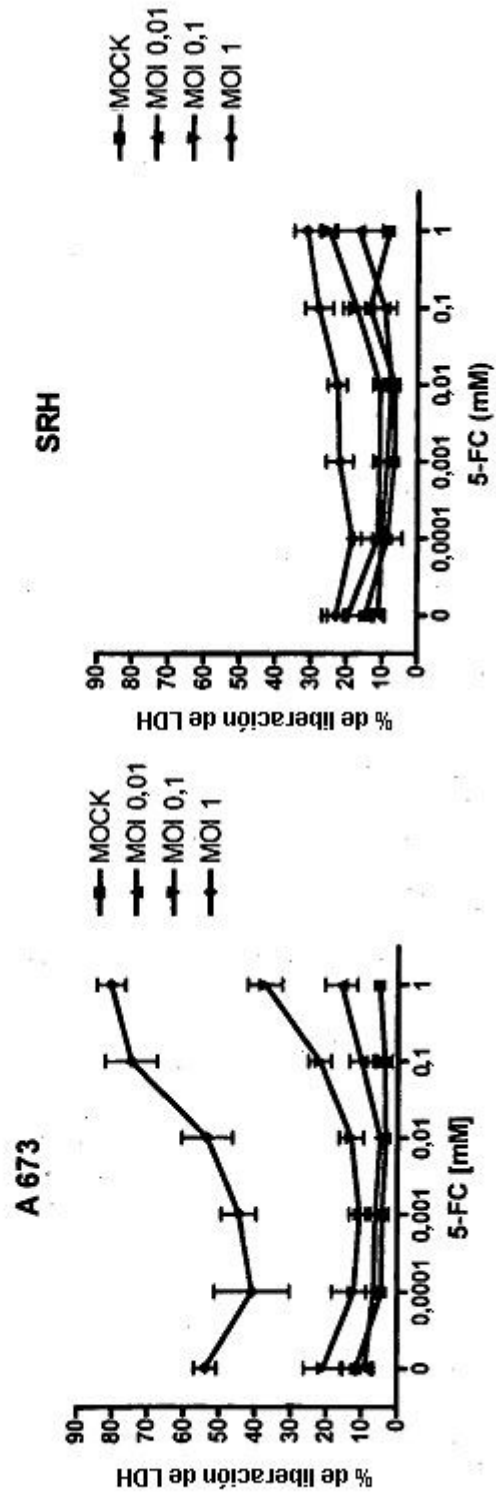 A 673
% de liberación de LDH
90
80
70
60
50
40
30
20
10
0
0
0,0001
0,001
0,01
0,1
1
5-FC [mM]
MOCK
MOI 0,01
MOI 0,1
MOI 1
SRH
% de liberación de LDH
90
80
70
60
50
40
30
20
10
0
0
0,0001
0,001
0,01
0,1
1
5-FC (mM)
MOCK
MOI 0,01
MOI 0,1
MOI 1